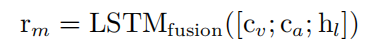 r_m = LSTM_fusion([c_v; c_a; h_l])